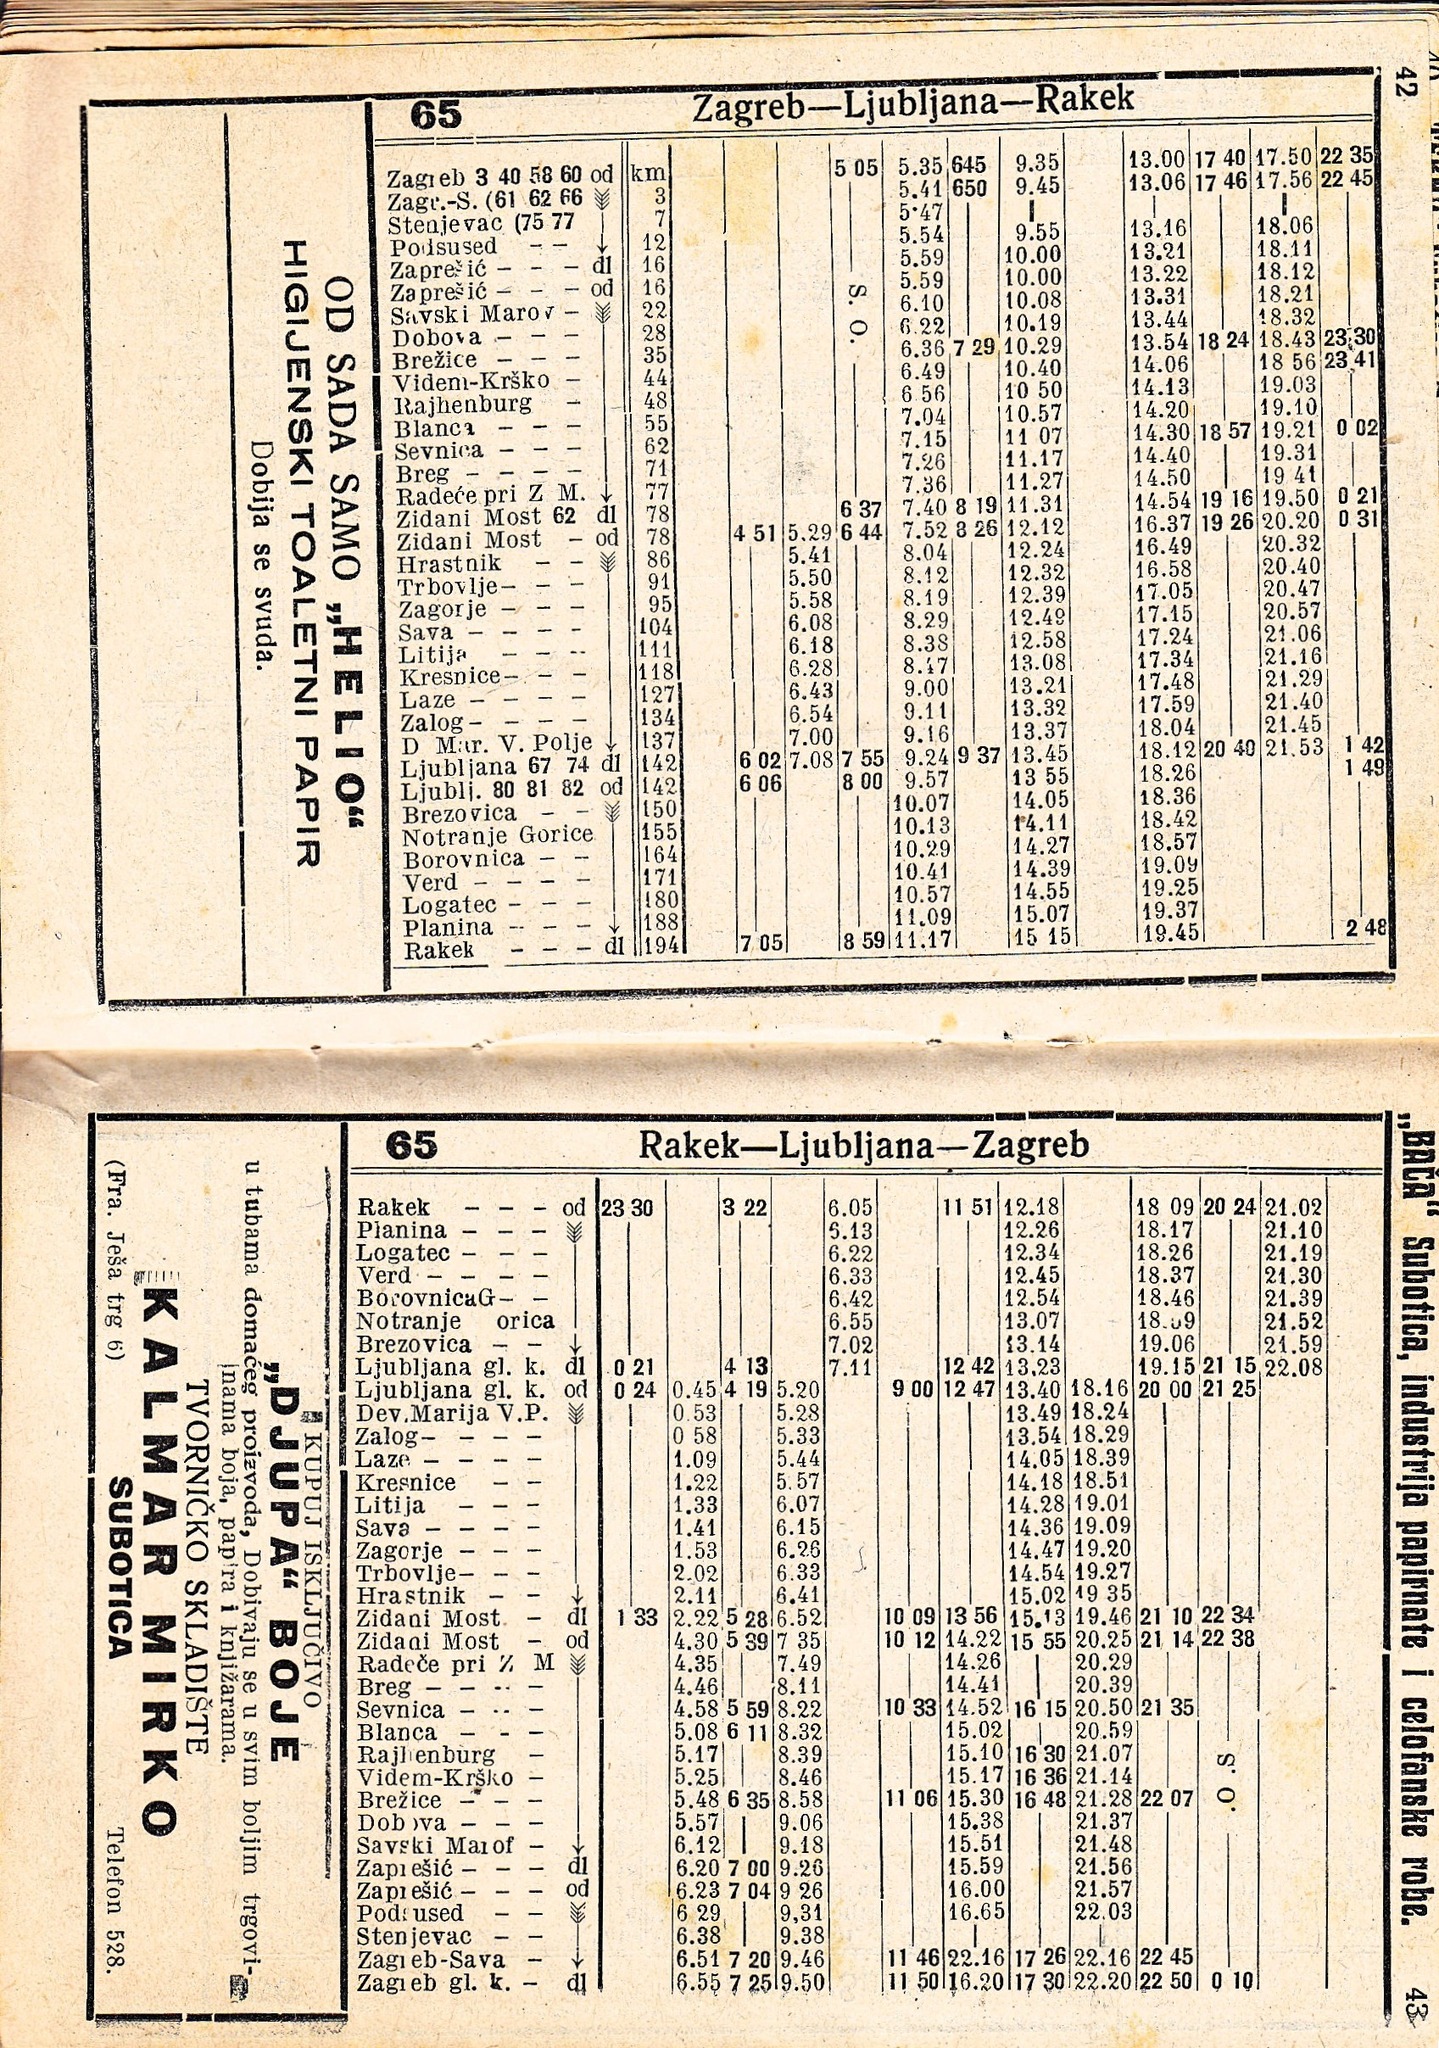 42
65 Zagreb—Ljubljana—Rakek
Zagreb 3 40 58 60 od km 5 05 5.35 6 45 9.35 13.00 17 40 17.50 22 35
Zagr.-S. (61 62 66 3 5.41 6 50 9.45 13.06 17 46 17.56 22 45
Stenjevac (75 77 7 5.47
Podsused — — 12 5.54 9.55 13.16 18.06
Zaprešić — — — dl 16 5.59 10.00 13.21 18.11
Zaprešić — — — od 16 5.59 10.00 13.22 18.12
Savski Marov — 22 6.10 10.08 13.31 18.21
Dobova — — — 28 6.22 10.19 13.44 18.32
Brežice — — — 35 6.36 7 29 10.29 13.54 18 24 18.43 23 30
Videm-Krško — 44 6.49 10.40 14.06 18 56 23 41
Rajhenburg — 48 6.56 10 50 14.13 19.03
Blanca — — — 55 7.04 10.57 14.20 19.10
Sevnica — — — 62 7.15 11 07 14.30 18 57 19.21 0 02
Breg — — — — 71 7.26 11.17 14.40 19.31
Radeće pri Z M. 77 7.36 11.27 14.50 19 41
Zidani Most 62 dl 78 6 37 7.40 8 19 11.31 14.54 19 16 19.50 0 21
Zidani Most — od 78 4 51 5.29 6 44 7.52 8 26 12.12 16.37 19 26 20.20 0 31
Hrastnik — — 86 5.41 8.04 12.24 16.49 20.32
Trbovlje — — — 91 5.50 8.12 12.32 16.58 20.40
Zagorje — — — 95 5.58 8.19 12.39 17.05 20.47
Sava — — — — 104 6.08 8.29 12.49 17.15 20.57
Litija — — — 111 6.18 8.38 12.58 17.24 21.06
Kresnice — — — 118 6.28 8.47 13.08 17.34 21.16
Laze — — — — 127 6.43 9.00 13.21 17.48 21.29
Zalog — — — — 134 6.54 9.11 13.32 17.59 21.40
D Mar. V. Polje 137 7.00 9.16 13.37 18.04 21.45
Ljubljana 67 74 dl 142 6 02 7.08 7 55 9.24 9 37 13.45 18.12 20 40 21.53 1 42
Ljublj. 80 81 82 od 142 6 06 8 00 9.57 13 55 18.26 1 49
Brezovica — — 150 10.07 14.05 18.36
Notranje Gorice 155 10.13 14.11 18.42
Borovnica — — 164 10.29 14.27 18.57
Verd — — — — 171 10.41 14.39 19.09
Logatec — — — 180 10.57 14.55 19.25
Planina — — — 188 11.09 15.07 19.37
Rakek — — — dl 194 7 05 8 59 11.17 15 15 19.45 2 48
S. O.
OD SADA SAMO „HELIO“
HIGIJENSKI TOALETNI PAPIR
Dobija se svuda.
„BAČA“ Subotica, industrija papirnate i celofanske robe. 43
65 Rakek—Ljubljana—Zagreb
Rakek — — — od 23 30 3 22 6.05 11 51 12.18 18 09 20 24 21.02
Planina — — — 6.13 12.26 18.17 21.10
Logatec — — — 6.22 12.34 18.26 21.19
Verd — — — — 6.33 12.45 18.37 21.30
BorovnicaG — — 6.42 12.54 18.46 21.39
Notranje orica 6.55 13.07 21.52
Brezovica — — 7.02 13.14 19.06 21.59
Ljubljana gl. k. dl 0 21 4 13 7.11 12 42 13,23 19.15 21 15 22.08
Ljubljana gl. k. od 0 24 0.45 4 19 5.20 9 00 12 47 13.40 18.16 20 00 21 25
Dev.Marija V.P. 0.53 5.28 13.49 18.24
Zalog — — — 0 58 5.33 13.54 18.29
Laze — — — — 1.09 5.44 14.05 18.39
Kresnice — — 1.22 5.57 14.18 18.51
Litija — — — 1.33 6.07 14.28 19.01
Sava — — — — 1.41 6.15 14.36 19.09
Zagorje — — — 1.53 6.26 14.47 19.20
Trbovlje — — — 2.02 6.33 14.54 19.27
Hrastnik — — 2.11 6.41 15.02 19 35
Zidani Most — dl 1 33 2.22 5 28 6.52 10 09 13 56 15.13 19.46 21 10 22 34
Zidani Most — od 4.30 5 39 7 35 10 12 14.22 15 55 20.25 21 14 22 38
Radeče pri Z M 4.35 7.49 14.26 20.29
Breg — — — — 4.46 8.11 14.41 20.39
Sevnica — — — 4.58 5 59 8.22 10 33 14.52 16 15 20.50 21 35
Blanca — — — 5.08 6 11 8.32 15.02 20.59
Rajhenburg — 5.17 8.39 15.10 16 30 21.07
Videm-Krško — 5.25 8.46 15.17 16 36 21.14
Brežice — — — 5.48 6 35 8.58 11 06 15.30 16 48 21.28 22 07
Dobova — — — 5.57 9.06 15.38 21.37
Savski Marof — 6.12 9.18 15.51 21.48
Zaprešić — — — dl 6.20 7 00 9.26 15.59 21.56
Zaprešić — — — od 6.23 7 04 9 26 16.00 21.57
Podsused — — 6 29 9,31 16.65 22.03
Stenjevac — — 6.38 9.38
Zagreb-Sava — 6.51 7 20 9.46 11 46 22.16 17 26 22.16 22 45
Zagreb gl. k. — dl 6.55 7 25 9.50 11 50 16.20 17 30 22.20 22 50 0 10
S. O.
KUPUJ ISKLJUČIVO
„DJUPA“ BOJE
u tubama domaćeg proizvoda, Dobivaju se u svim boljim trgovi-
nama boja, papira i knjižarama.
TVORNIČKO SKLADIŠTE
KALMAR MIRKO
SUBOTICA
(Fra. Ješa trg 6) Telefon 528.